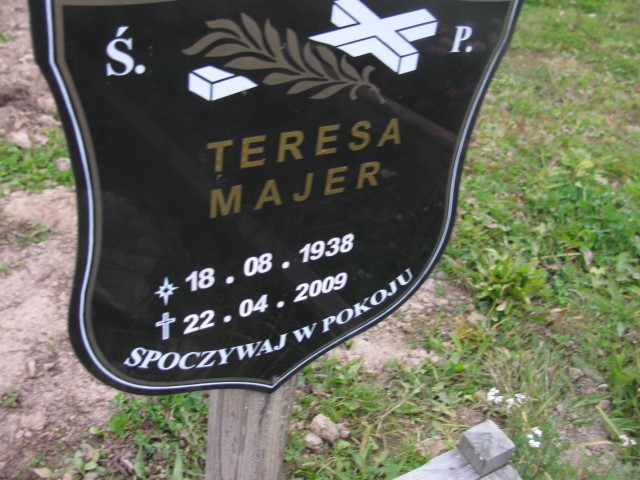 Ś. P.
TERESA
MAJER
18.08.1938
22.04.2009
SPOCZYWAJ W POKOJU